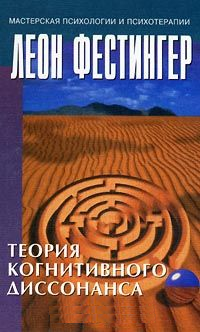 МАСТЕРСКАЯ ПСИХОЛОГИИ И ПСИХОТЕРАПИИ
ЛЕОН ФЕСТИНГЕР
ТЕОРИЯ
КОГНИТИВНОГО
ДИССОНАНСА